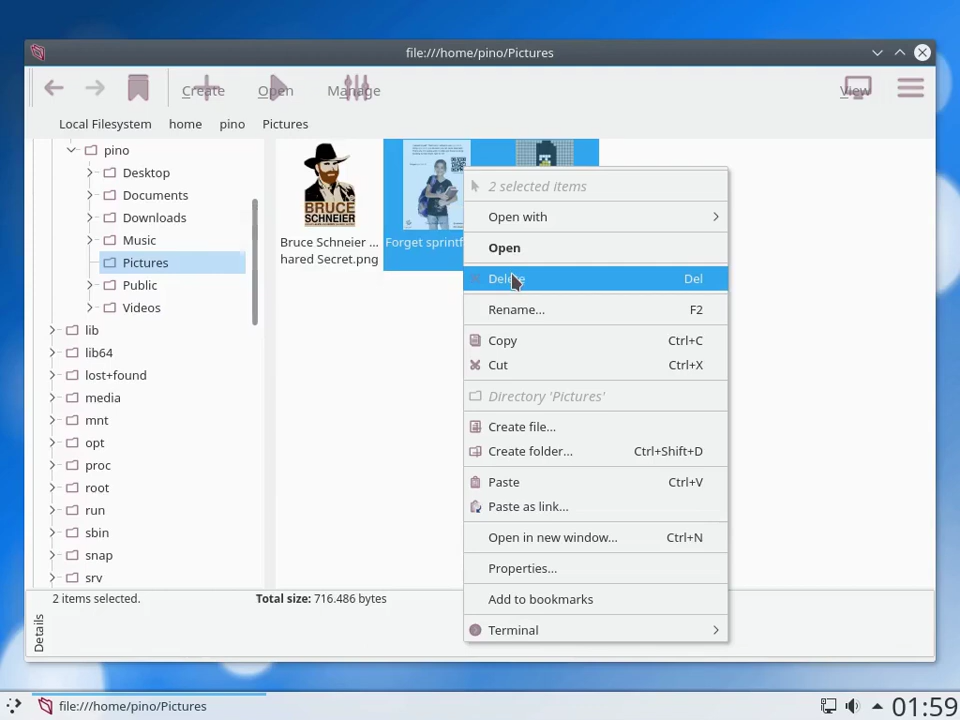 file:///home/pino/Pictures
Create
Open
Manage
View
Local Filesystem
home
pino
Pictures
pino
Desktop
Documents
Downloads
Music
Pictures
Public
Videos
lib
lib64
lost+found
media
mnt
opt
proc
root
run
sbin
snap
srv
BRUCE
SCHNEIER
Bruce Schneier ...
hared Secret.png
Forget sprintf
2 selected items
Open with
Open
Delete Del
Rename... F2
Copy Ctrl+C
Cut Ctrl+X
Directory 'Pictures'
Create file...
Create folder... Ctrl+Shift+D
Paste Ctrl+V
Paste as link...
Open in new window... Ctrl+N
Properties...
Add to bookmarks
Terminal
2 items selected. Total size: 716.486 bytes
Details
file:///home/pino/Pictures
01:59